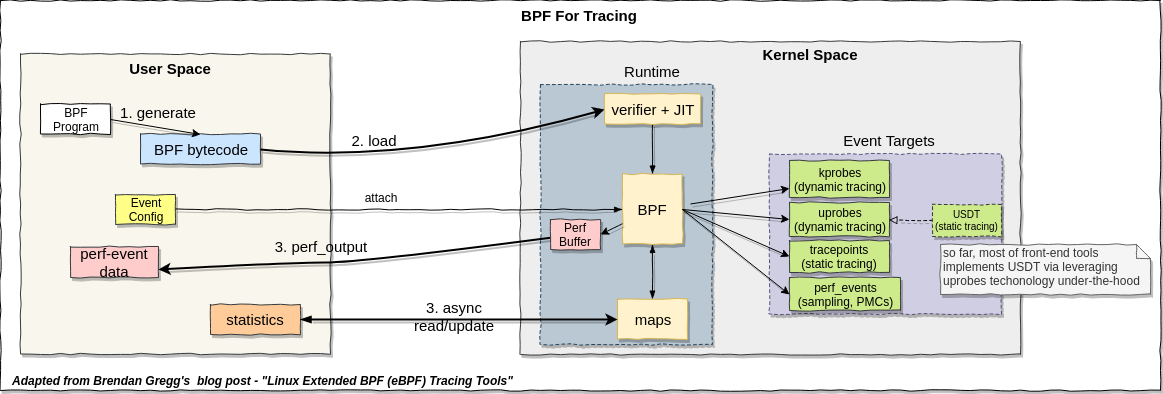 BPF For Tracing
User Space
BPF
Program
1. generate
BPF bytecode
2. load
Event
Config
attach
perf-event
data
3. perf_output
statistics
3. async
read/update
Kernel Space
Runtime
verifier + JIT
BPF
Perf
Buffer
maps
Event Targets
kprobes
(dynamic tracing)
uprobes
(dynamic tracing)
USDT
(static tracing)
tracepoints
(static tracing)
perf_events
(sampling, PMCs)
so far, most of front-end tools
implements USDT via leveraging
uprobes techonology under-the-hood
Adapted from Brendan Gregg's blog post - "Linux Extended BPF (eBPF) Tracing Tools"